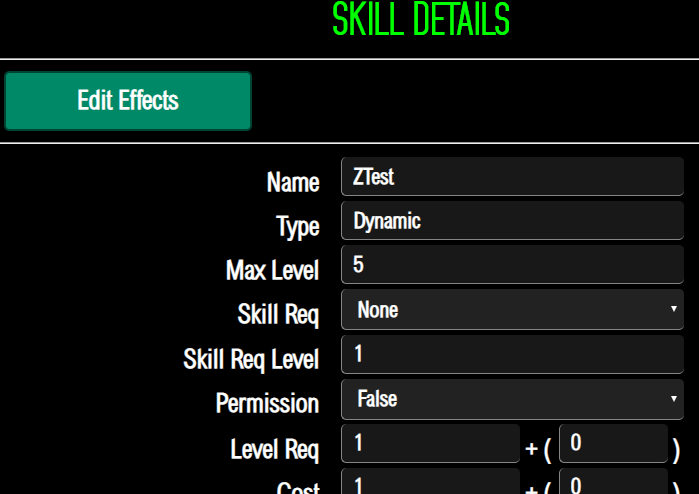 SKILL DETAILS
Edit Effects
Name ZTest
Type Dynamic
Max Level 5
Skill Req None
Skill Req Level 1
Permission False
Level Req 1 + ( 0 )
Cost 1 + ( 0 )